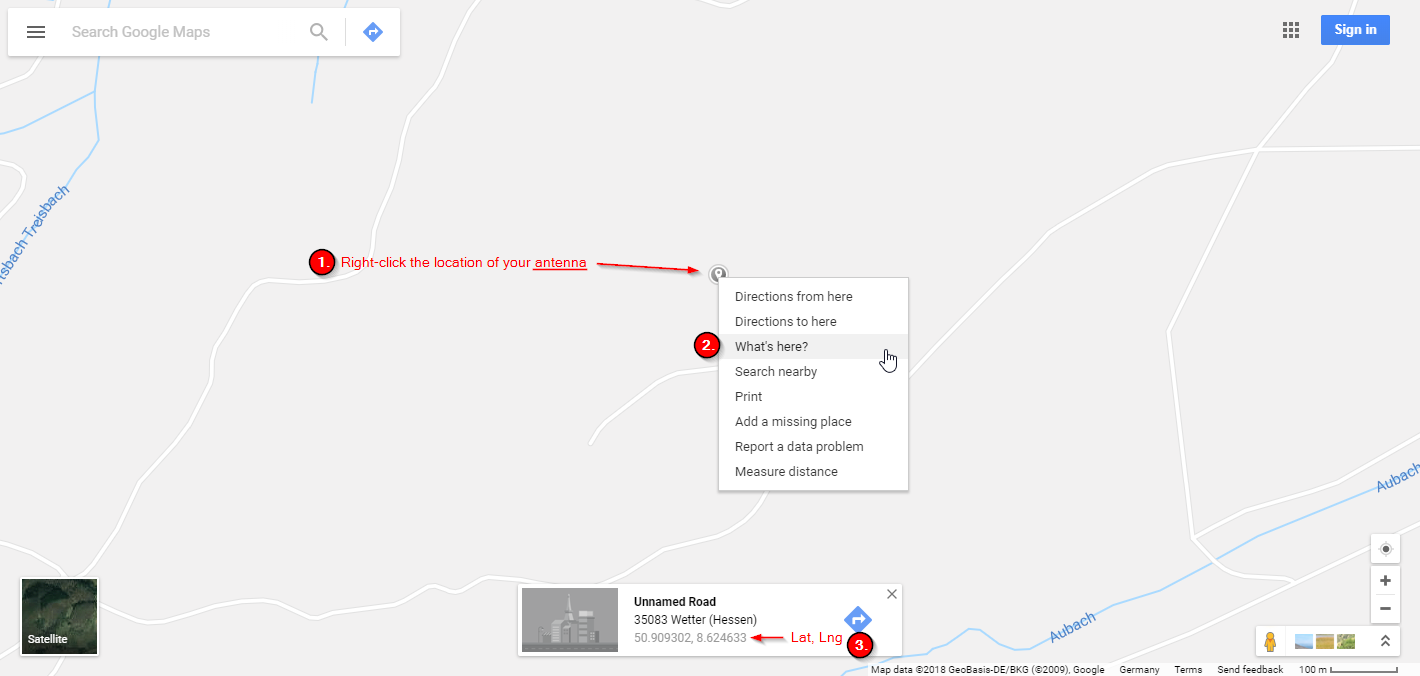 Search Google Maps
Sign in
tsbach Treisbach
1. Right-click the location of your antenna
Directions from here
Directions to here
2. What's here?
Search nearby
Print
Add a missing place
Report a data problem
Measure distance
Aubach
Satellite
Unnamed Road
35083 Wetter (Hessen)
50.909302, 8.624633 Lat, Lng 3.
Aubach
Map data ©2018 GeoBasis-DE/BKG (©2009), Google Germany Terms Send feedback 100 m